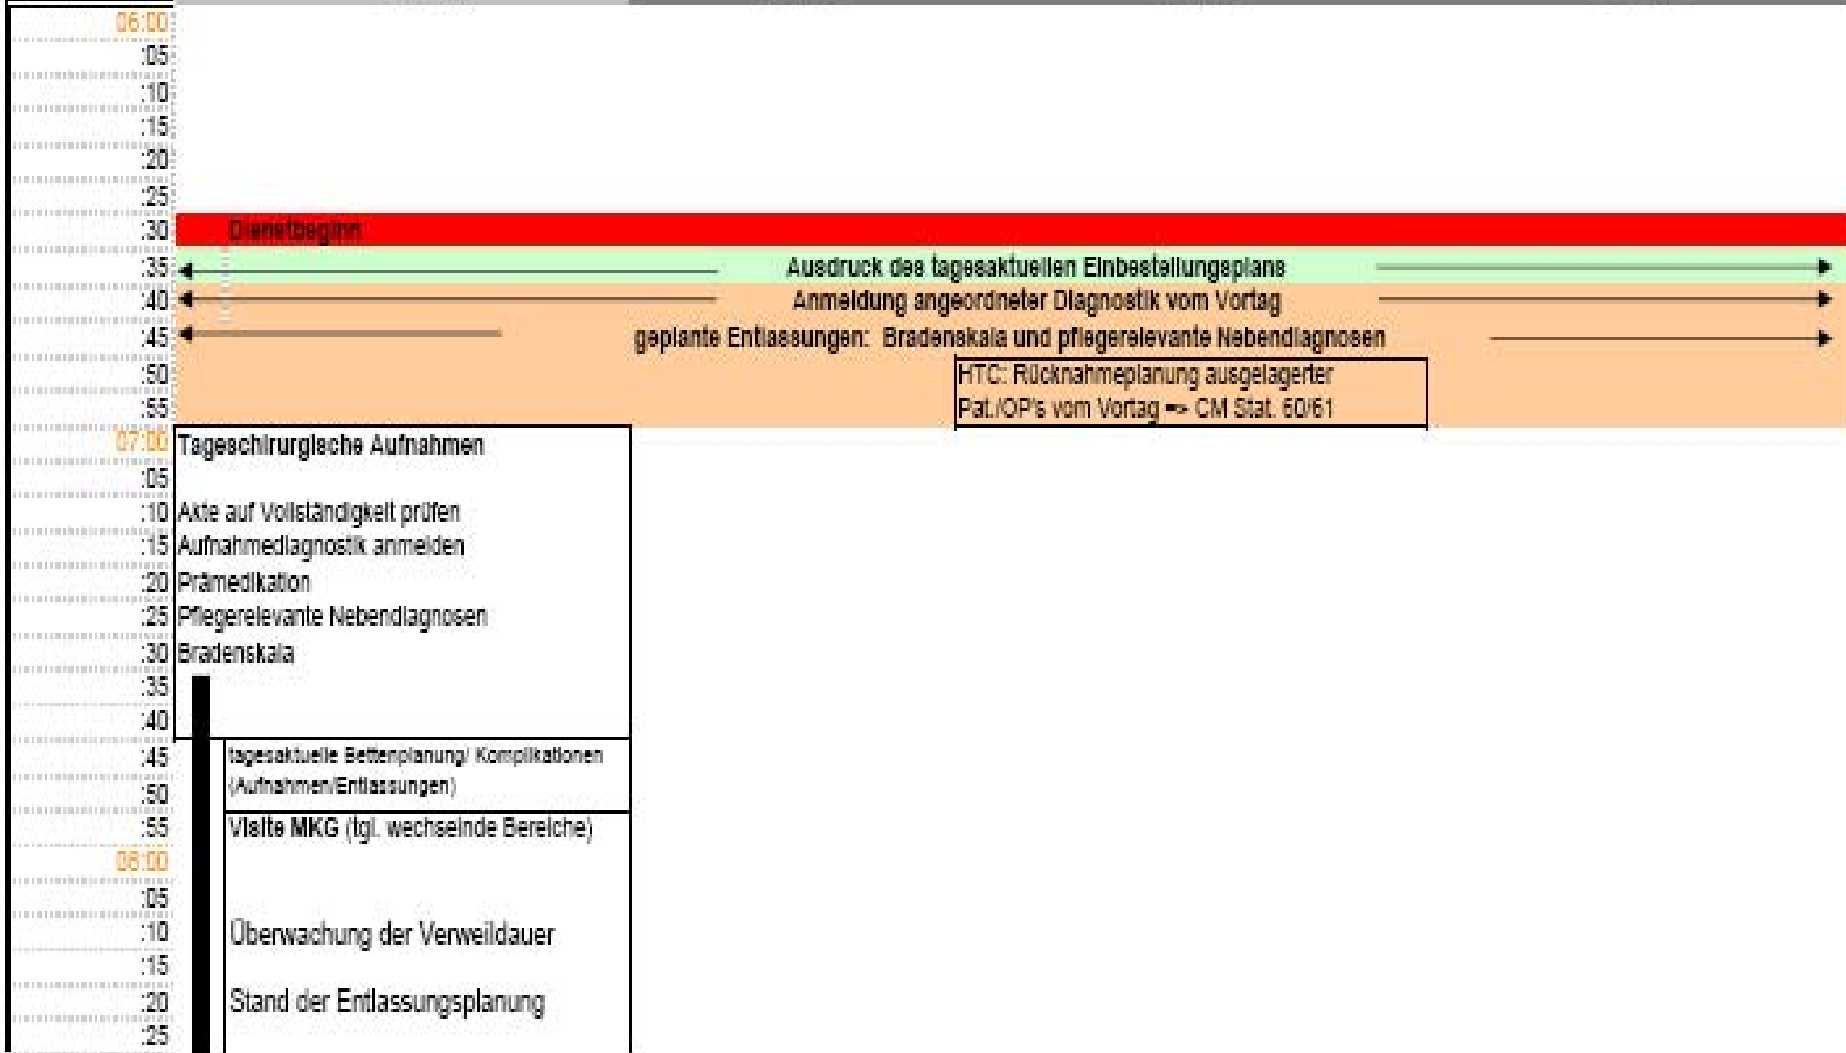 06:00
:05
:10
:15
:20
:25
:30 Dienstbeginn
:35 Ausdruck des tagesaktuellen Einbestellungsplans
:40 Anmeldung angeordneter Diagnostik vom Vortag
:45 geplante Entlassungen: Bradenskala und pflegerelevante Nebendiagnosen
:50 HTC: Rücknahmeplanung ausgelagerter
:55 Pat./OP's vom Vortag => CM Stat. 60/61
07:00 Tageschirurgische Aufnahmen
:05
:10 Akte auf Vollständigkeit prüfen
:15 Aufnahmediagnostik anmelden
:20 Prämedikation
:25 Pflegerelevante Nebendiagnosen
:30 Bradenskala
:35
:40
:45 tagesaktuelle Bettenplanung/ Komplikationen
:50 (Aufnahmen/Entlassungen)
:55 Visite MKG (tgl. wechselnde Bereiche)
08:00
:05
:10 Überwachung der Verweildauer
:15
:20 Stand der Entlassungsplanung
:25